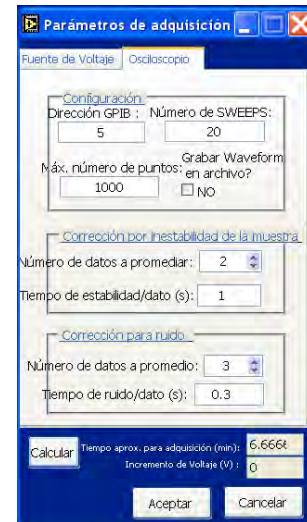 Parámetros de adquisición
Fuente de Voltaje Osciloscopio
Configuración
Dirección GPIB : Número de SWEEPS:
5 20
Máx. número de puntos: Grabar Waveform
en archivo?
1000 NO
Corrección por inestabilidad de la muestra
Número de datos a promediar: 2
Tiempo de estabilidad/dato (s): 1
Corrección para ruido
Número de datos a promedio: 3
Tiempo de ruido/dato (s): 0.3
Calcular Tiempo aprox. para adquisición (min): 6.666
Incremento de Voltaje (V) : 0
Aceptar Cancelar